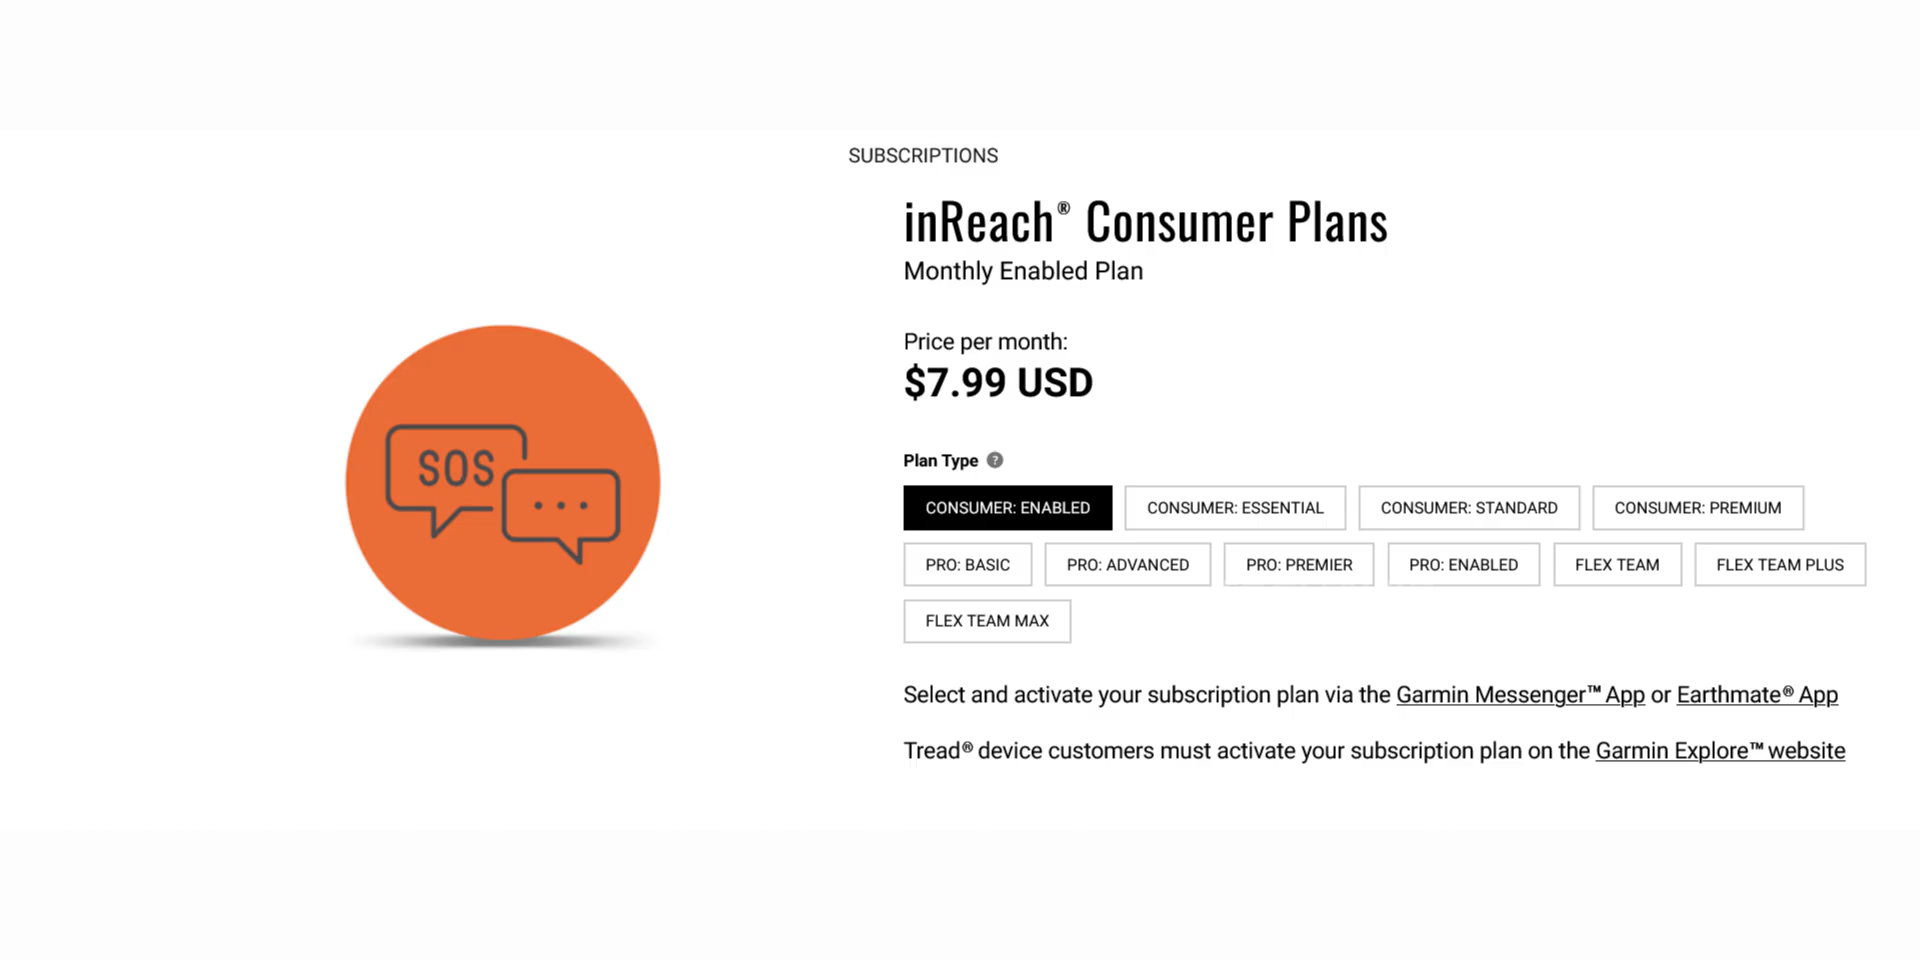 SUBSCRIPTIONS
inReach® Consumer Plans
Monthly Enabled Plan
Price per month:
$7.99 USD
Plan Type ?
CONSUMER: ENABLED CONSUMER: ESSENTIAL CONSUMER: STANDARD CONSUMER: PREMIUM
PRO: BASIC PRO: ADVANCED PRO: PREMIER PRO: ENABLED FLEX TEAM FLEX TEAM PLUS
FLEX TEAM MAX
Select and activate your subscription plan via the Garmin Messenger™ App or Earthmate® App
Tread® device customers must activate your subscription plan on the Garmin Explore™ website
SOS